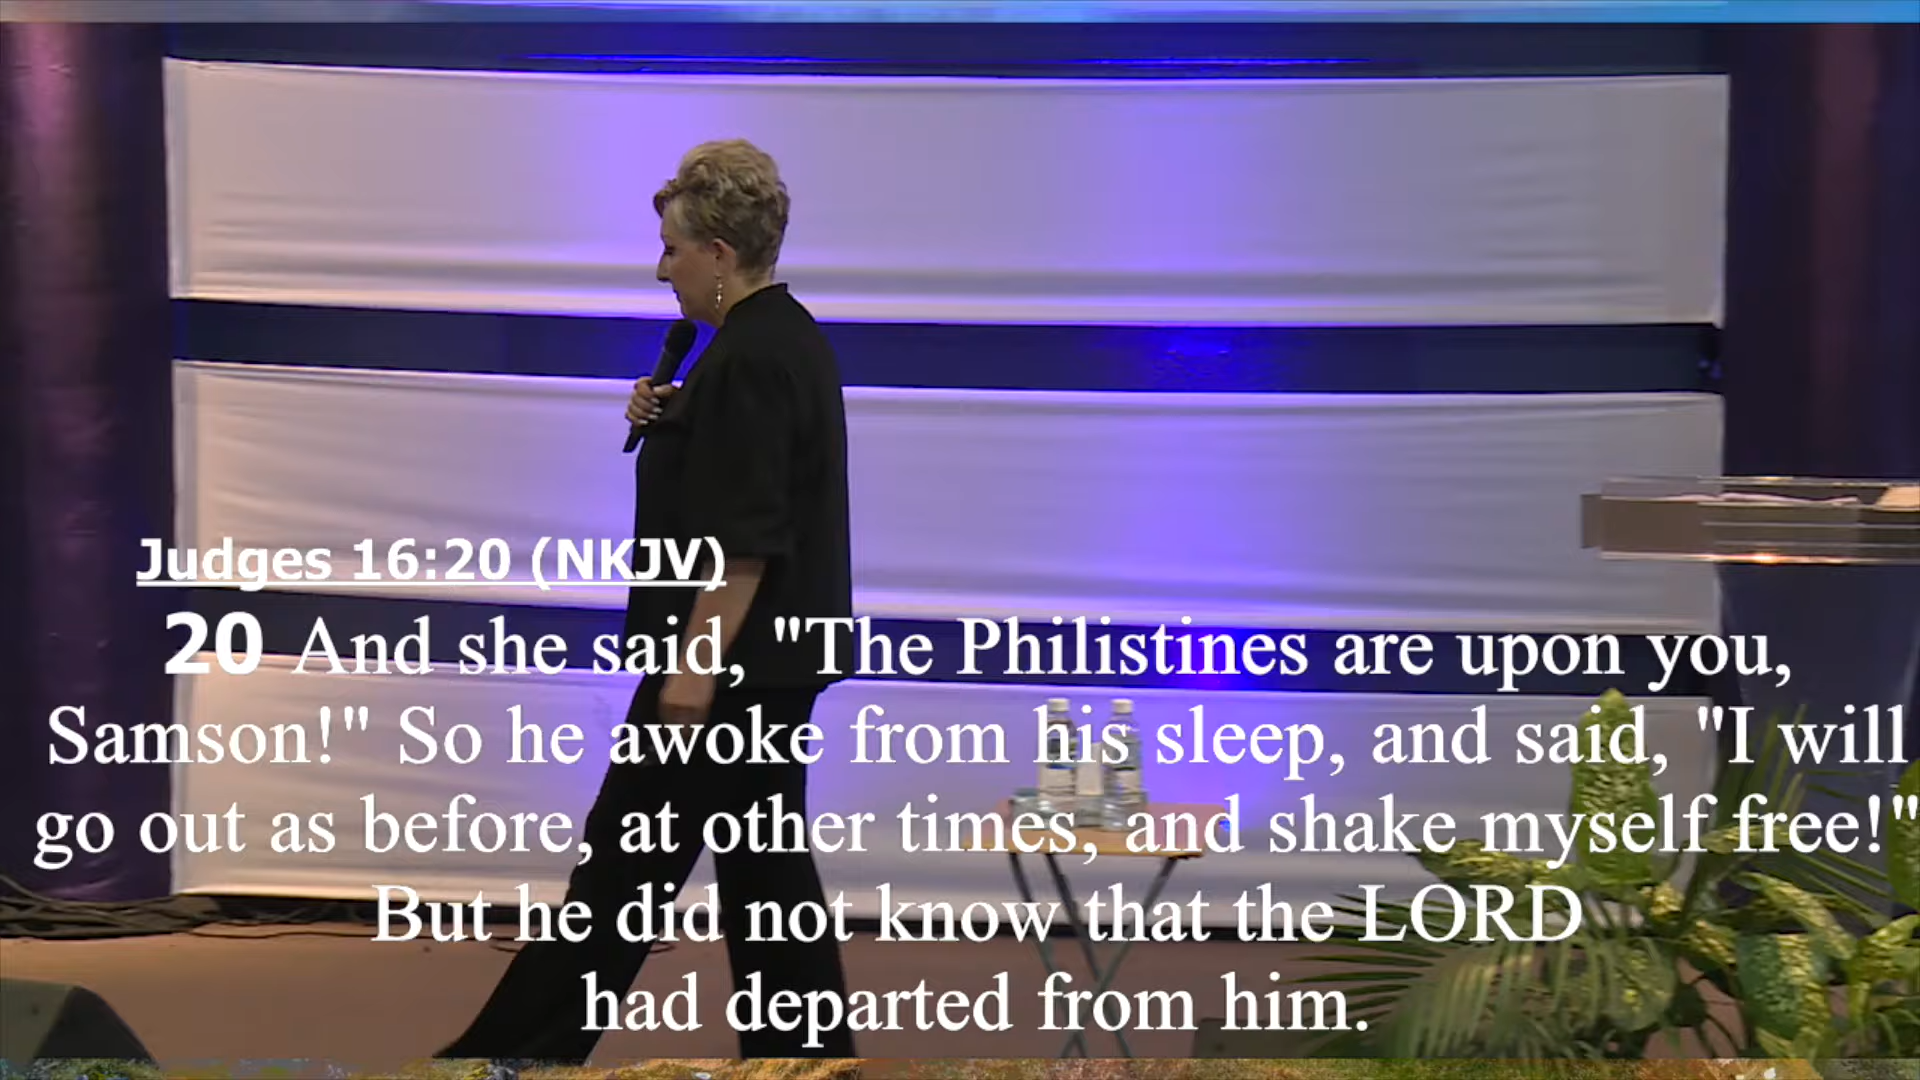 Judges 16:20 (NKJV)
20 And she said, "The Philistines are upon you,
Samson!" So he awoke from his sleep, and said, "I will
go out as before, at other times, and shake myself free!"
But he did not know that the LORD
had departed from him.